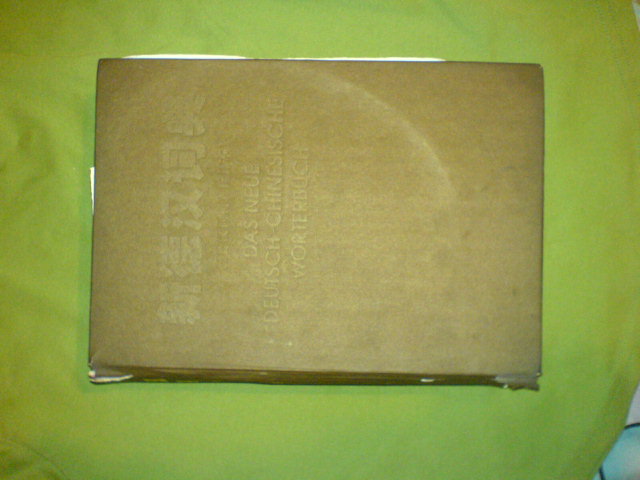 新德汉词典
DAS NEUE
DEUTSCH-CHINESISCHE
WÖRTERBUCH